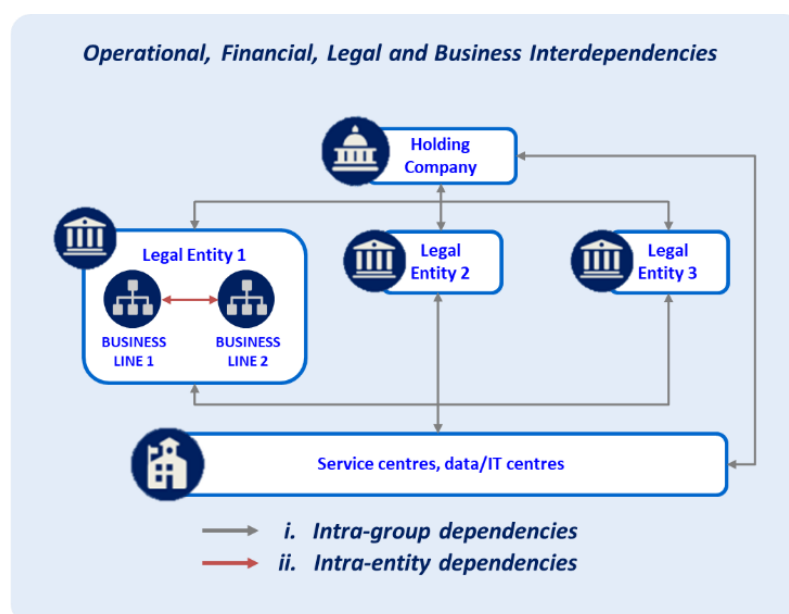 Operational, Financial, Legal and Business Interdependencies
Holding
Company
Legal Entity 1
BUSINESS
LINE 1
BUSINESS
LINE 2
Legal
Entity 2
Legal
Entity 3
Service centres, data/IT centres
i. Intra-group dependencies
ii. Intra-entity dependencies